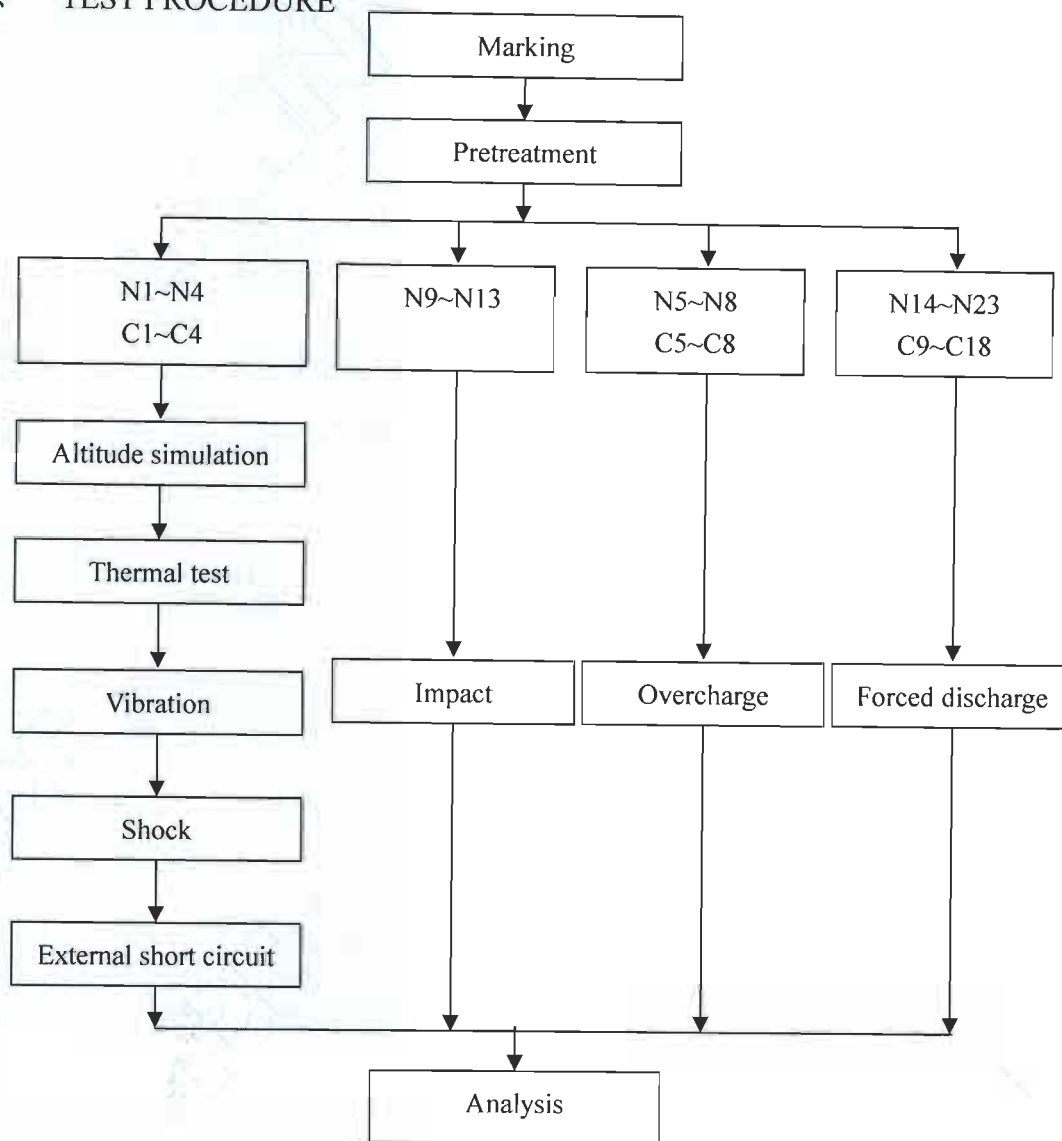 TEST PROCEDURE
Marking
Pretreatment
N1~N4
C1~C4
N9~N13
N5~N8
C5~C8
N14~N23
C9~C18
Altitude simulation
Thermal test
Vibration
Impact
Overcharge
Forced discharge
Shock
External short circuit
Analysis